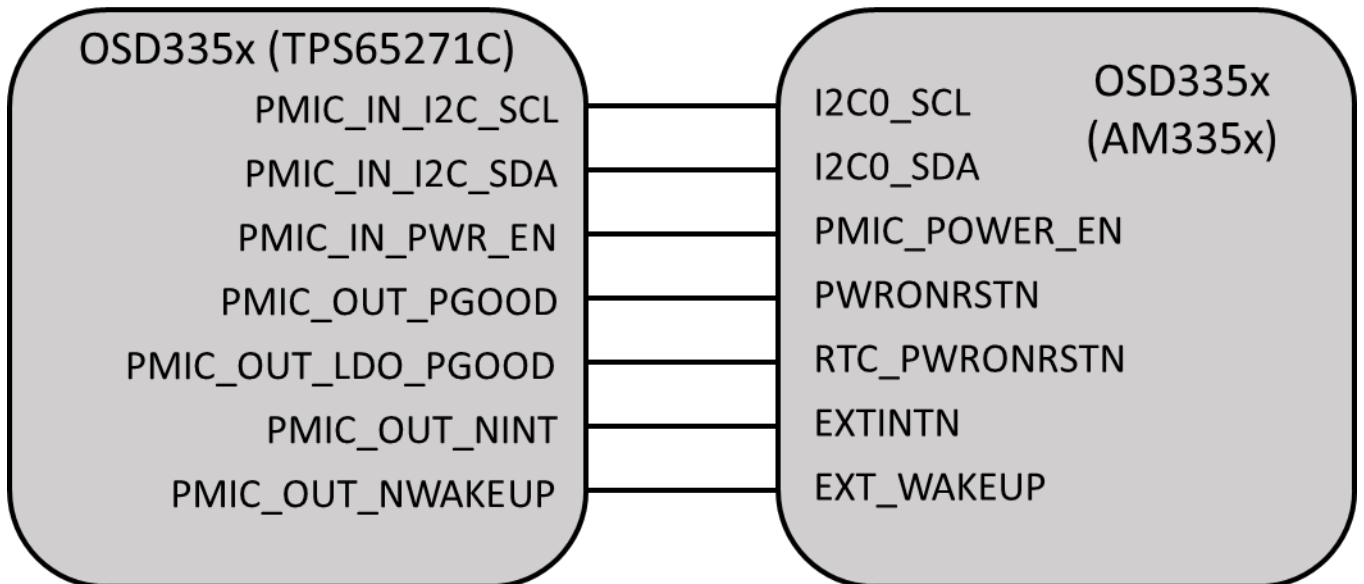 OSD335x (TPS65271C)
PMIC_IN_I2C_SCL
PMIC_IN_I2C_SDA
PMIC_IN_PWR_EN
PMIC_OUT_PGOOD
PMIC_OUT_LDO_PGOOD
PMIC_OUT_NINT
PMIC_OUT_NWAKEUP
OSD335x
(AM335x)
I2C0_SCL
I2C0_SDA
PMIC_POWER_EN
PWRONRSTN
RTC_PWRONRSTN
EXTINTN
EXT_WAKEUP